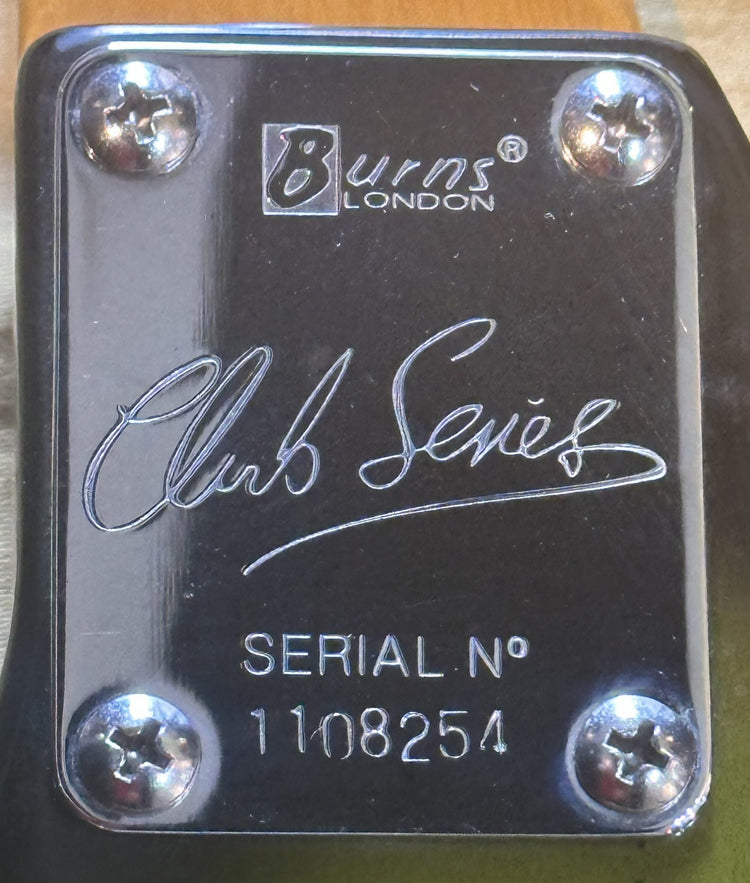 Burns®
LONDON
Club Series
SERIAL Nº
1108254